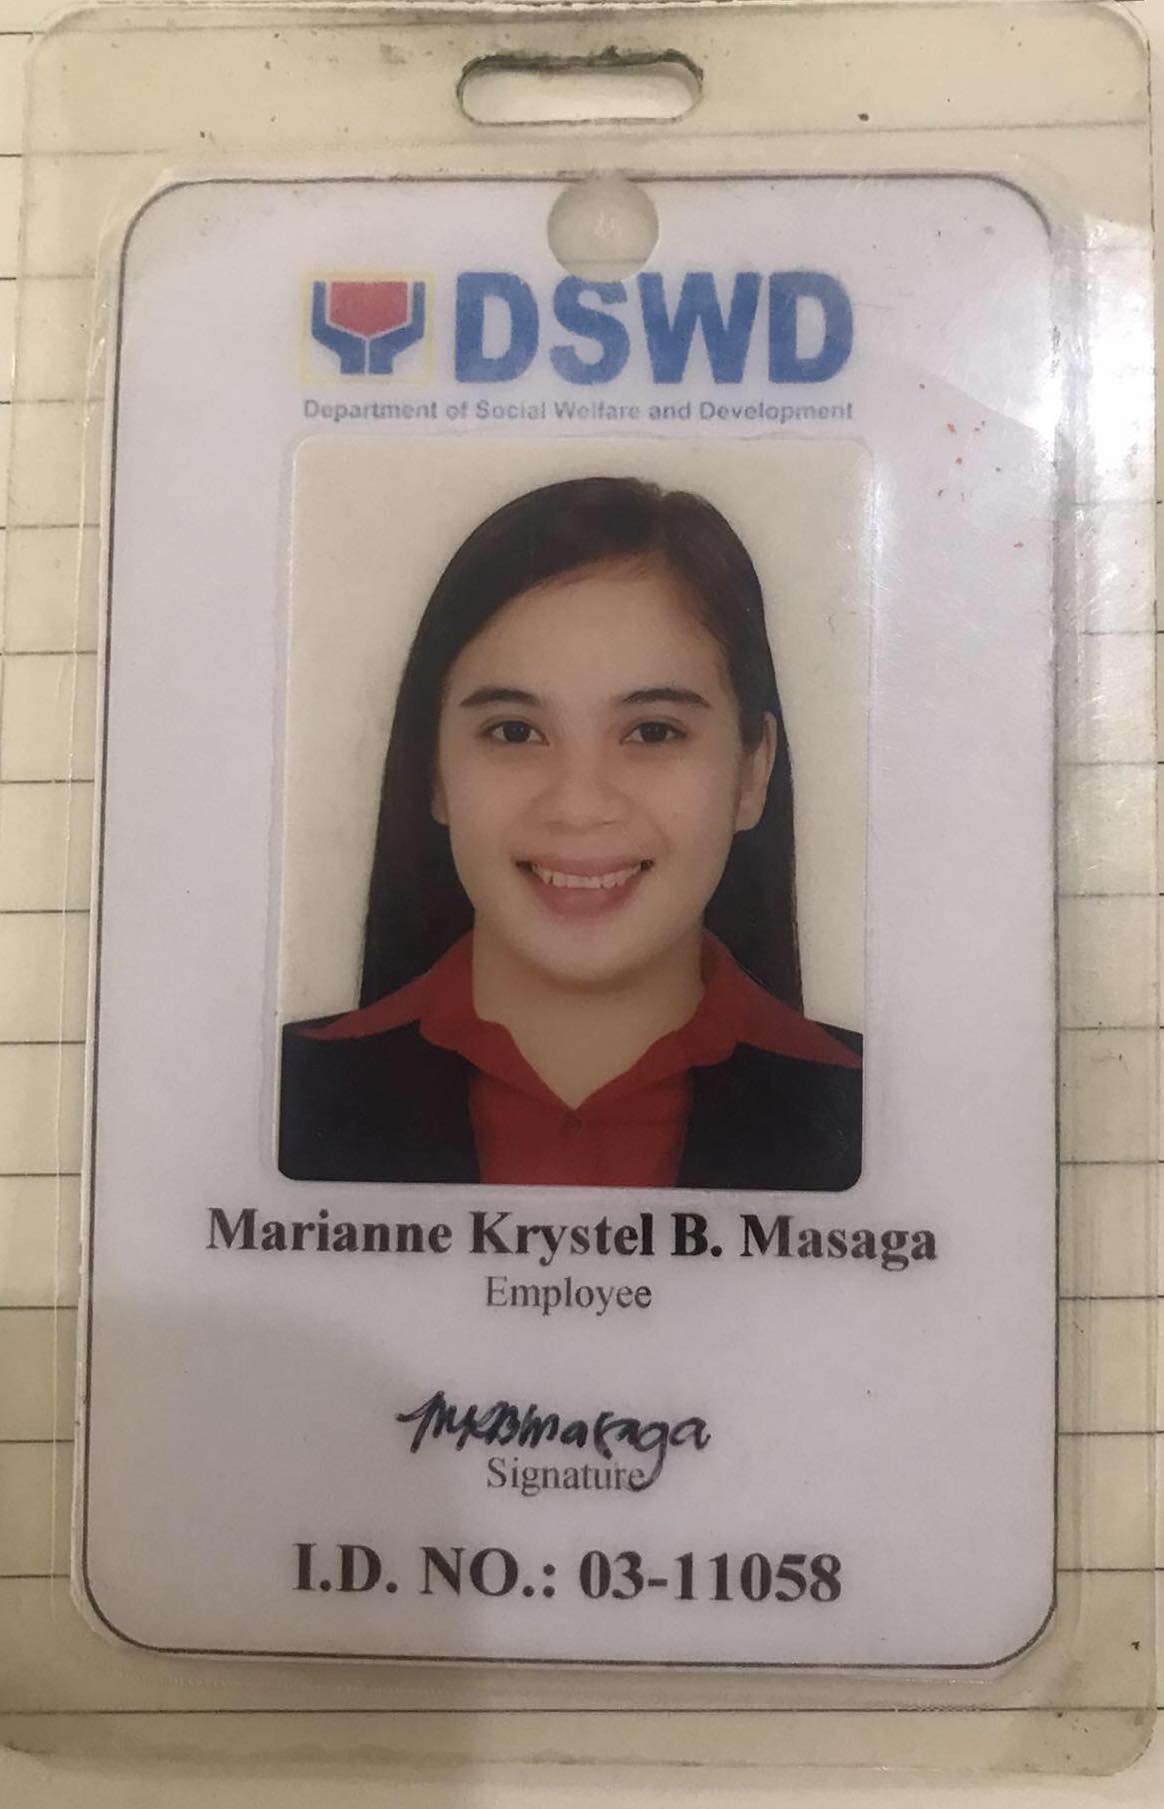 DSWD
Department of Social Welfare and Development
Marianne Krystel B. Masaga
Employee
MKBMasaga
Signature
I.D. NO.: 03-11058